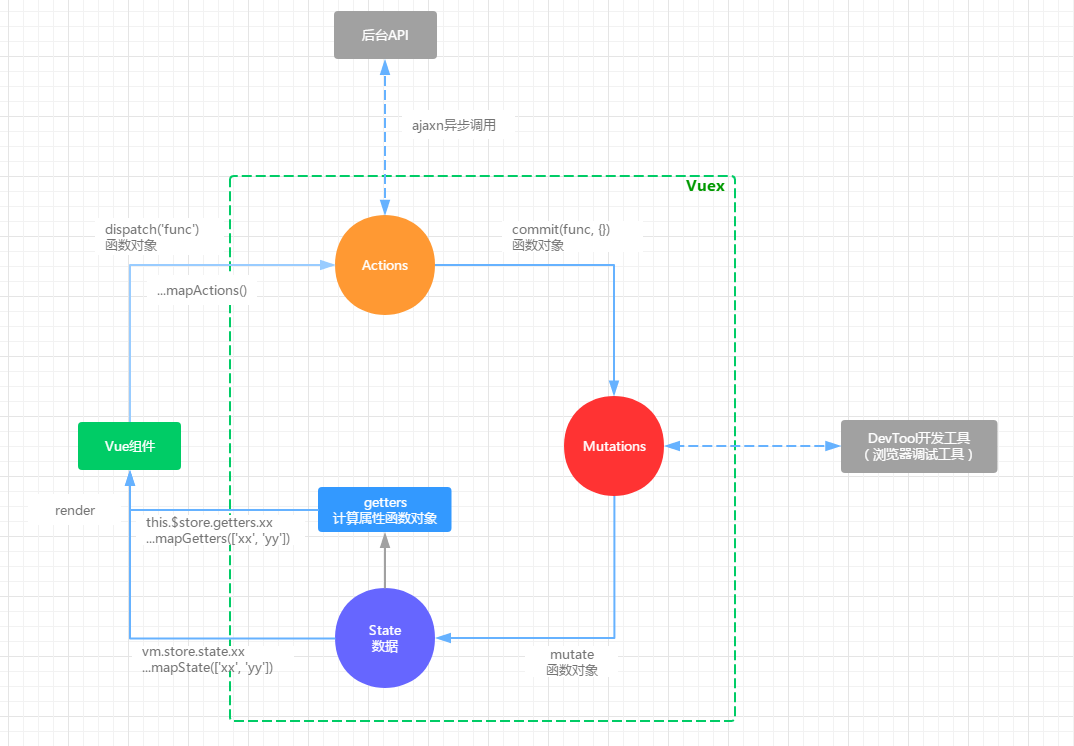 后台API
ajaxn异步调用
Vuex
dispatch('func')
函数对象
commit(func, {})
函数对象
Actions
...mapActions()
Vue组件
Mutations
DevTool开发工具
（浏览器调试工具）
getters
计算属性函数对象
render
this.$store.getters.xx
...mapGetters(['xx', 'yy'])
State
数据
vm.store.state.xx
...mapState(['xx', 'yy'])
mutate
函数对象